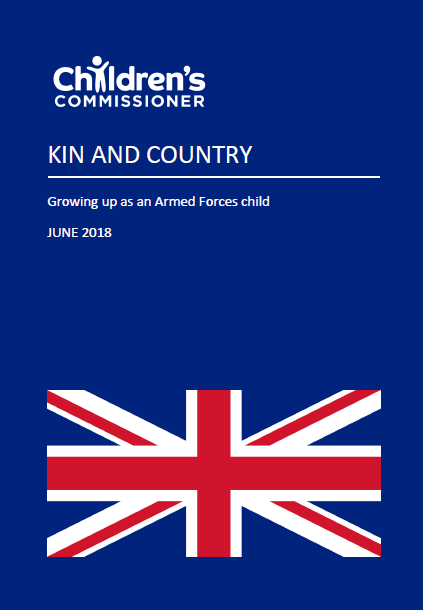 Children's
COMMISSIONER
KIN AND COUNTRY
Growing up as an Armed Forces child
JUNE 2018